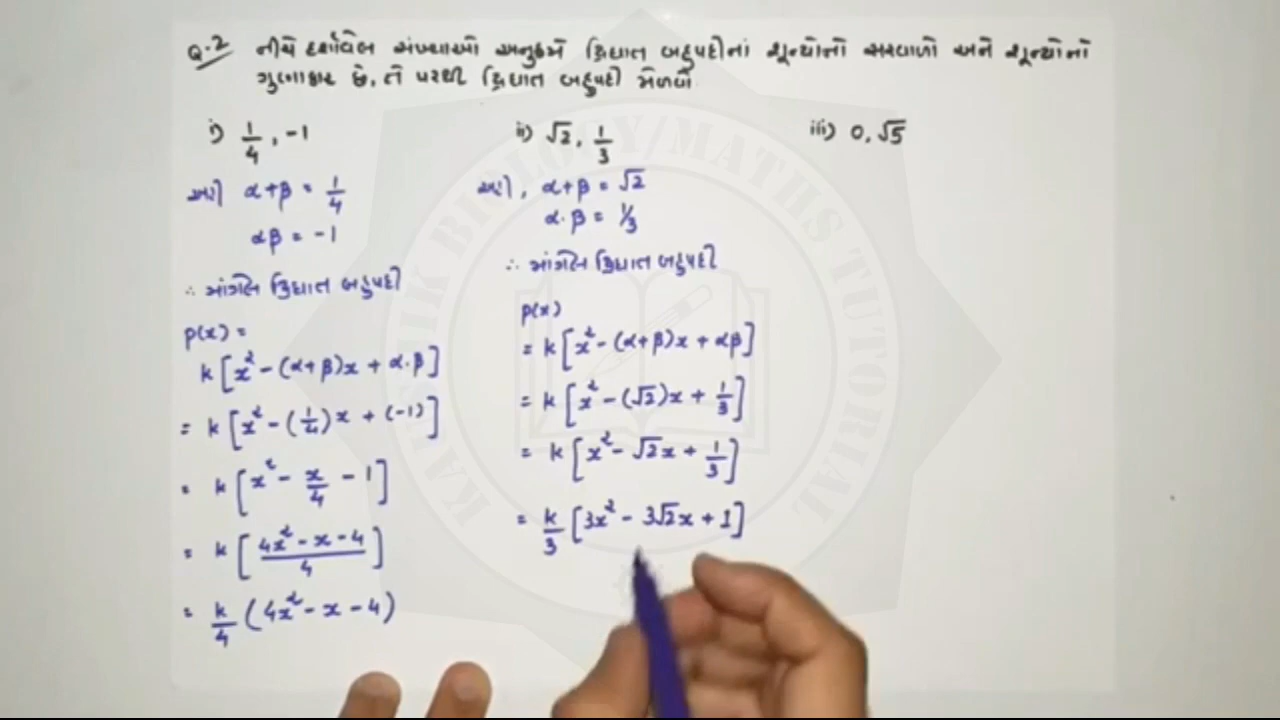 Q.2 નીચે દર્શાવેલ સંખ્યાઓ અનુક્રમે દ્વિઘાત બહુપદીનાં શૂન્યોનો સરવાળો અને શૂન્યોનો
ગુણાકાર છે, તે પરથી દ્વિઘાત બહુપદી મેળવો.
i) 1/4, -1
અહીં α+β = 1/4
αβ = -1
∴ માંગેલ દ્વિઘાત બહુપદી
p(x) =
k[x² - (α+β)x + α·β]
= k[x² - (1/4)x + (-1)]
= k[x² - x/4 - 1]
= k[(4x² - x - 4)/4]
= k/4 (4x² - x - 4)
ii) √2, 1/3
અહીં, α+β = √2
α·β = 1/3
∴ માંગેલ દ્વિઘાત બહુપદી
p(x)
= k[x² - (α+β)x + αβ]
= k[x² - (√2)x + 1/3]
= k[x² - √2x + 1/3]
= k/3 [3x² - 3√2x + 1]
iii) 0, √5